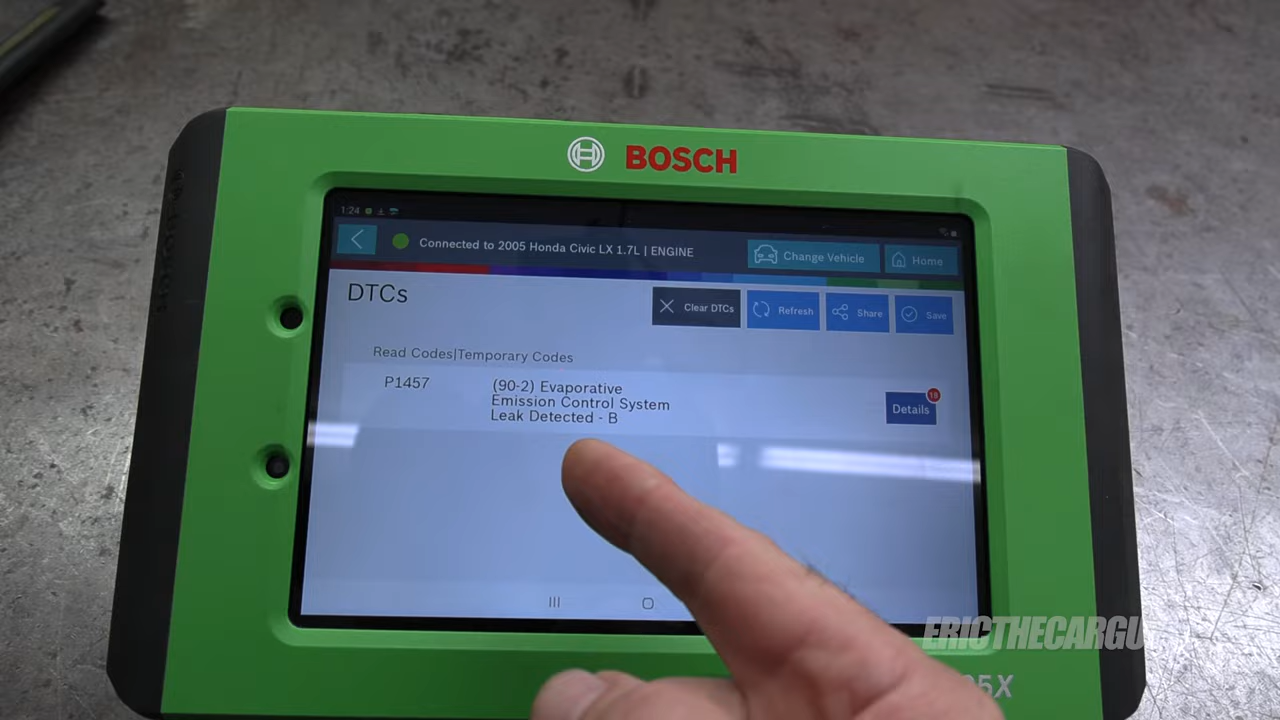 BOSCH
1:24
Connected to 2005 Honda Civic LX 1.7L | ENGINE
Change Vehicle
Home
DTCs
Clear DTCs
Refresh
Share
Save
Read Codes|Temporary Codes
P1457
(90-2) Evaporative
Emission Control System
Leak Detected - B
Details
18
ERICTHECARGU
5X